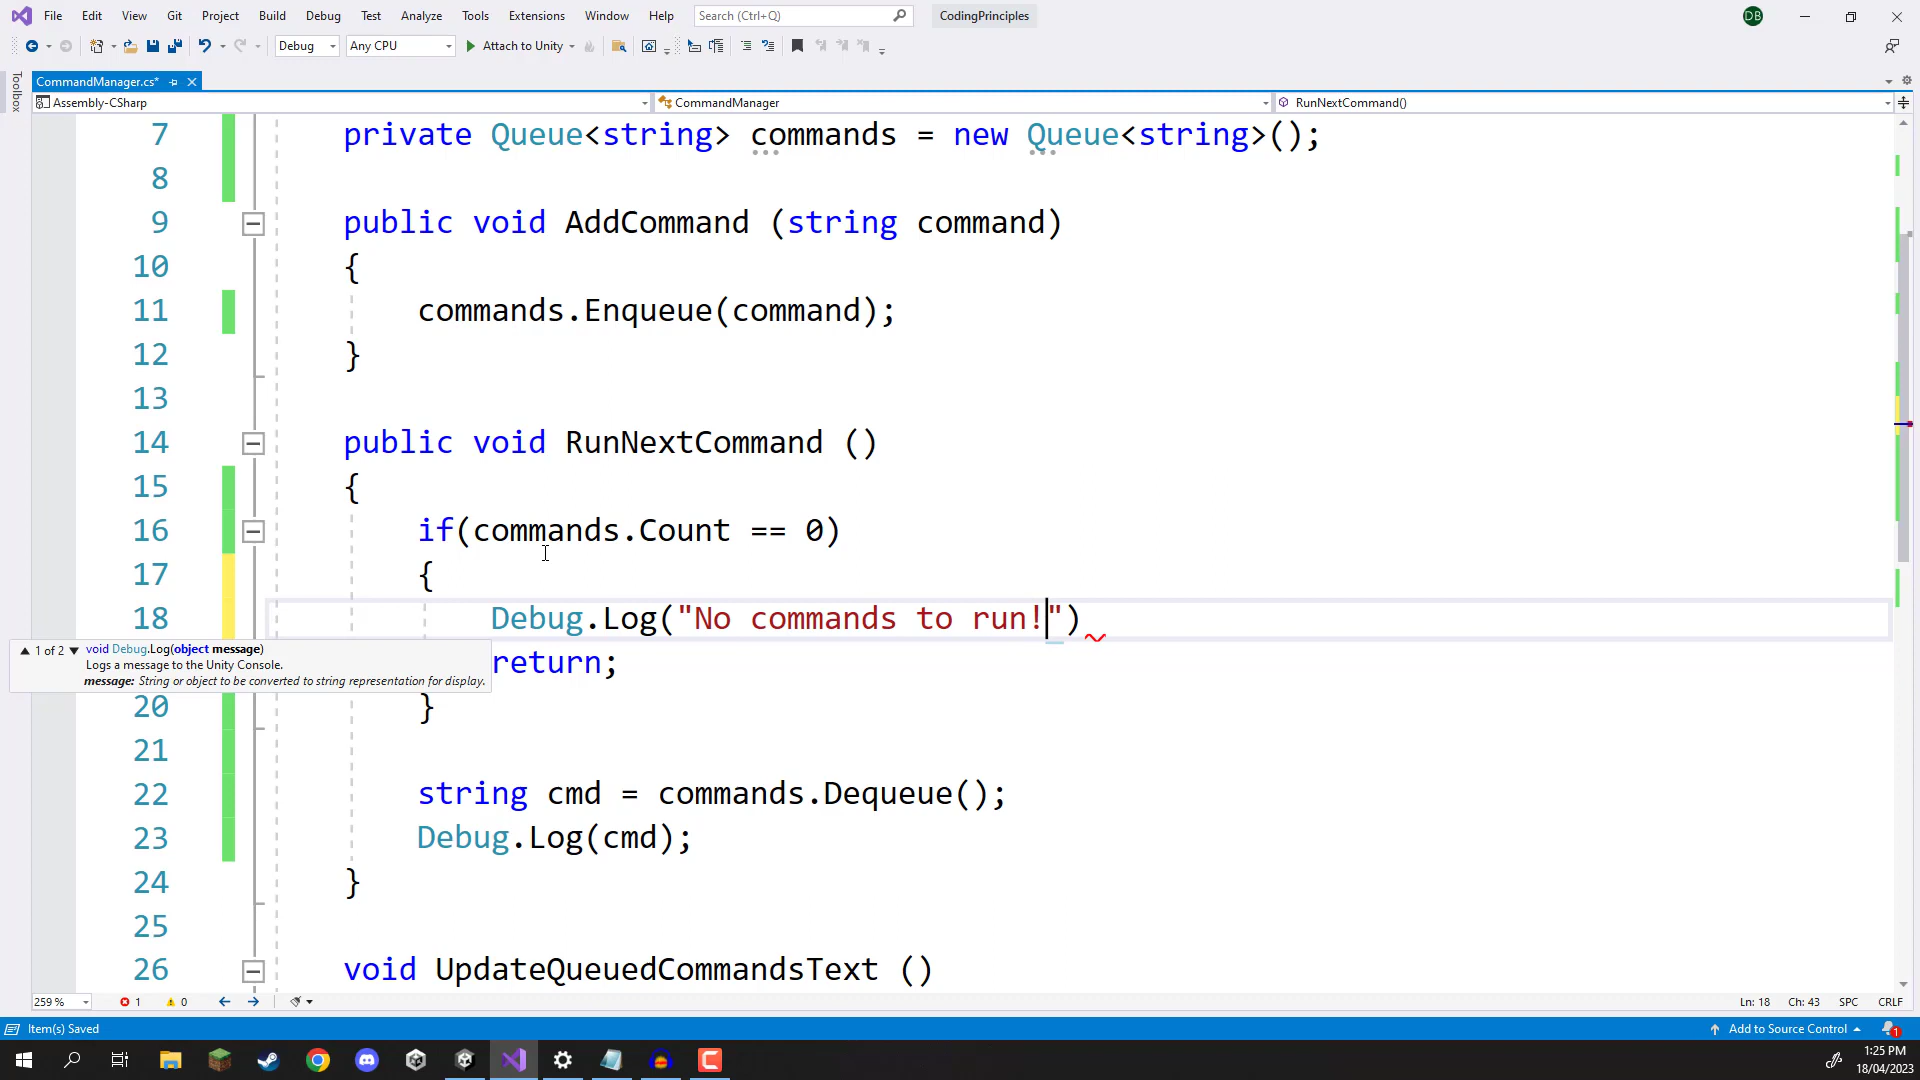 File Edit View Git Project Build Debug Test Analyze Tools Extensions Window Help Search (Ctrl+Q) CodingPrinciples DB
Debug Any CPU Attach to Unity
Toolbox
CommandManager.cs*
Assembly-CSharp CommandManager RunNextCommand()
7 private Queue<string> commands = new Queue<string>();
8
9 public void AddCommand (string command)
10 {
11 commands.Enqueue(command);
12 }
13
14 public void RunNextCommand ()
15 {
16 if(commands.Count == 0)
17 {
18 Debug.Log("No commands to run!")
1 of 2 void Debug.Log(object message)
Logs a message to the Unity Console.
message: String or object to be converted to string representation for display.
return;
20 }
21
22 string cmd = commands.Dequeue();
23 Debug.Log(cmd);
24 }
25
26 void UpdateQueuedCommandsText ()
259 % 1 0 Ln: 18 Ch: 43 SPC CRLF
Item(s) Saved Add to Source Control 1
1:25 PM
18/04/2023